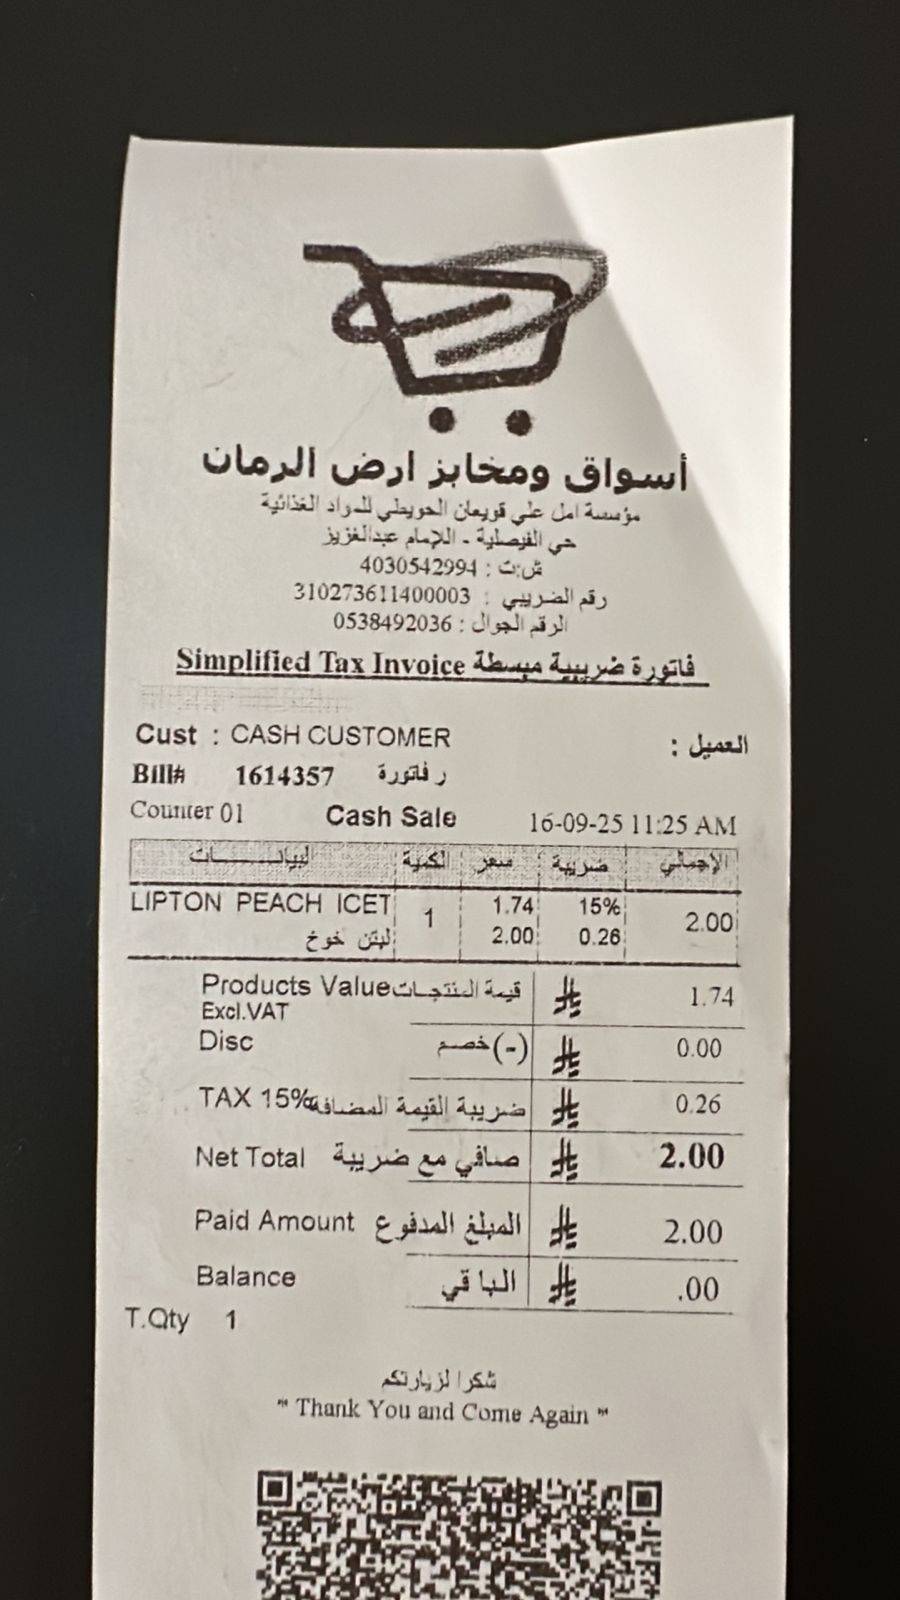 أسواق ومخابز ارض الرمان
مؤسسة امل علي قويعان الحويطي للمواد الغذائية
حي الفيصلية - اللإمام عبدالعزيز
ش:ت : 4030542994
رقم الضريبي : 310273611400003
الرقم الجوال : 0538492036
Simplified Tax Invoice فاتورة ضريبية مبسطة
Cust : CASH CUSTOMER العميل :
Bill# 1614357 ر فاتورة
Counter 01 Cash Sale 16-09-25 11:25 AM
البيانـــــات الكمية سعر ضريبة الإجمالي
LIPTON PEACH ICET 1 1.74 15% 2.00
لبتن خوخ 2.00 0.26
Products Value قيمة المنتجات 1.74
Excl.VAT
Disc خصم (-) 0.00
TAX 15% ضريبة القيمة المضافة 0.26
Net Total صافي مع ضريبة 2.00
Paid Amount المبلغ المدفوع 2.00
Balance البا قي .00
T.Qty 1
شكرا لزيارتكم
" Thank You and Come Again "